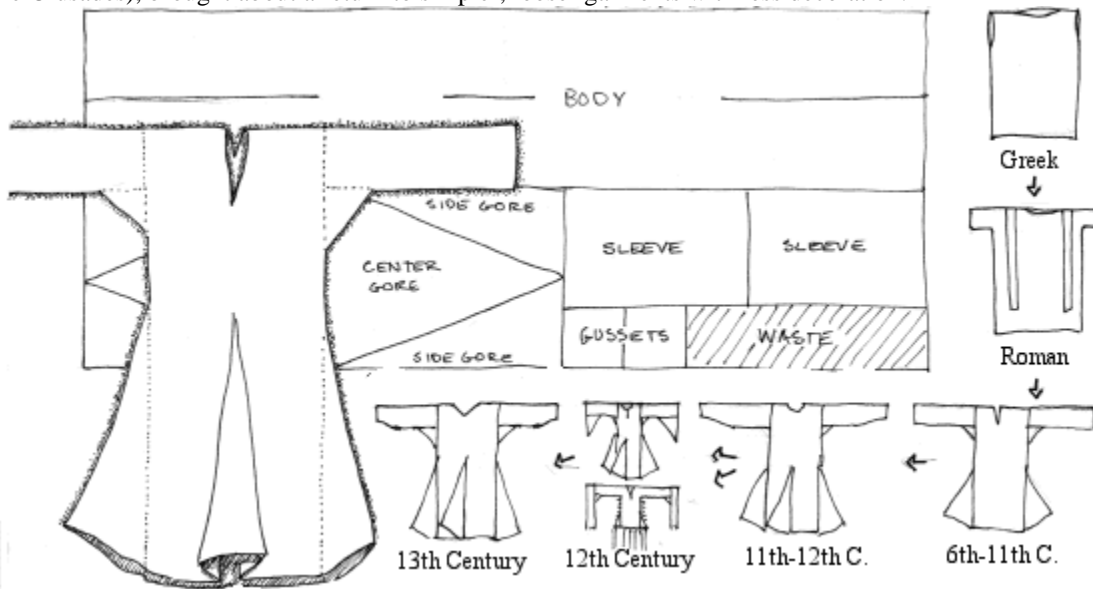 BODY
SIDE GORE
CENTER
GORE
SIDE GORE
SLEEVE
SLEEVE
GUSSETS
WASTE
Greek
Roman
13th Century
12th Century
11th-12th C.
6th-11th C.